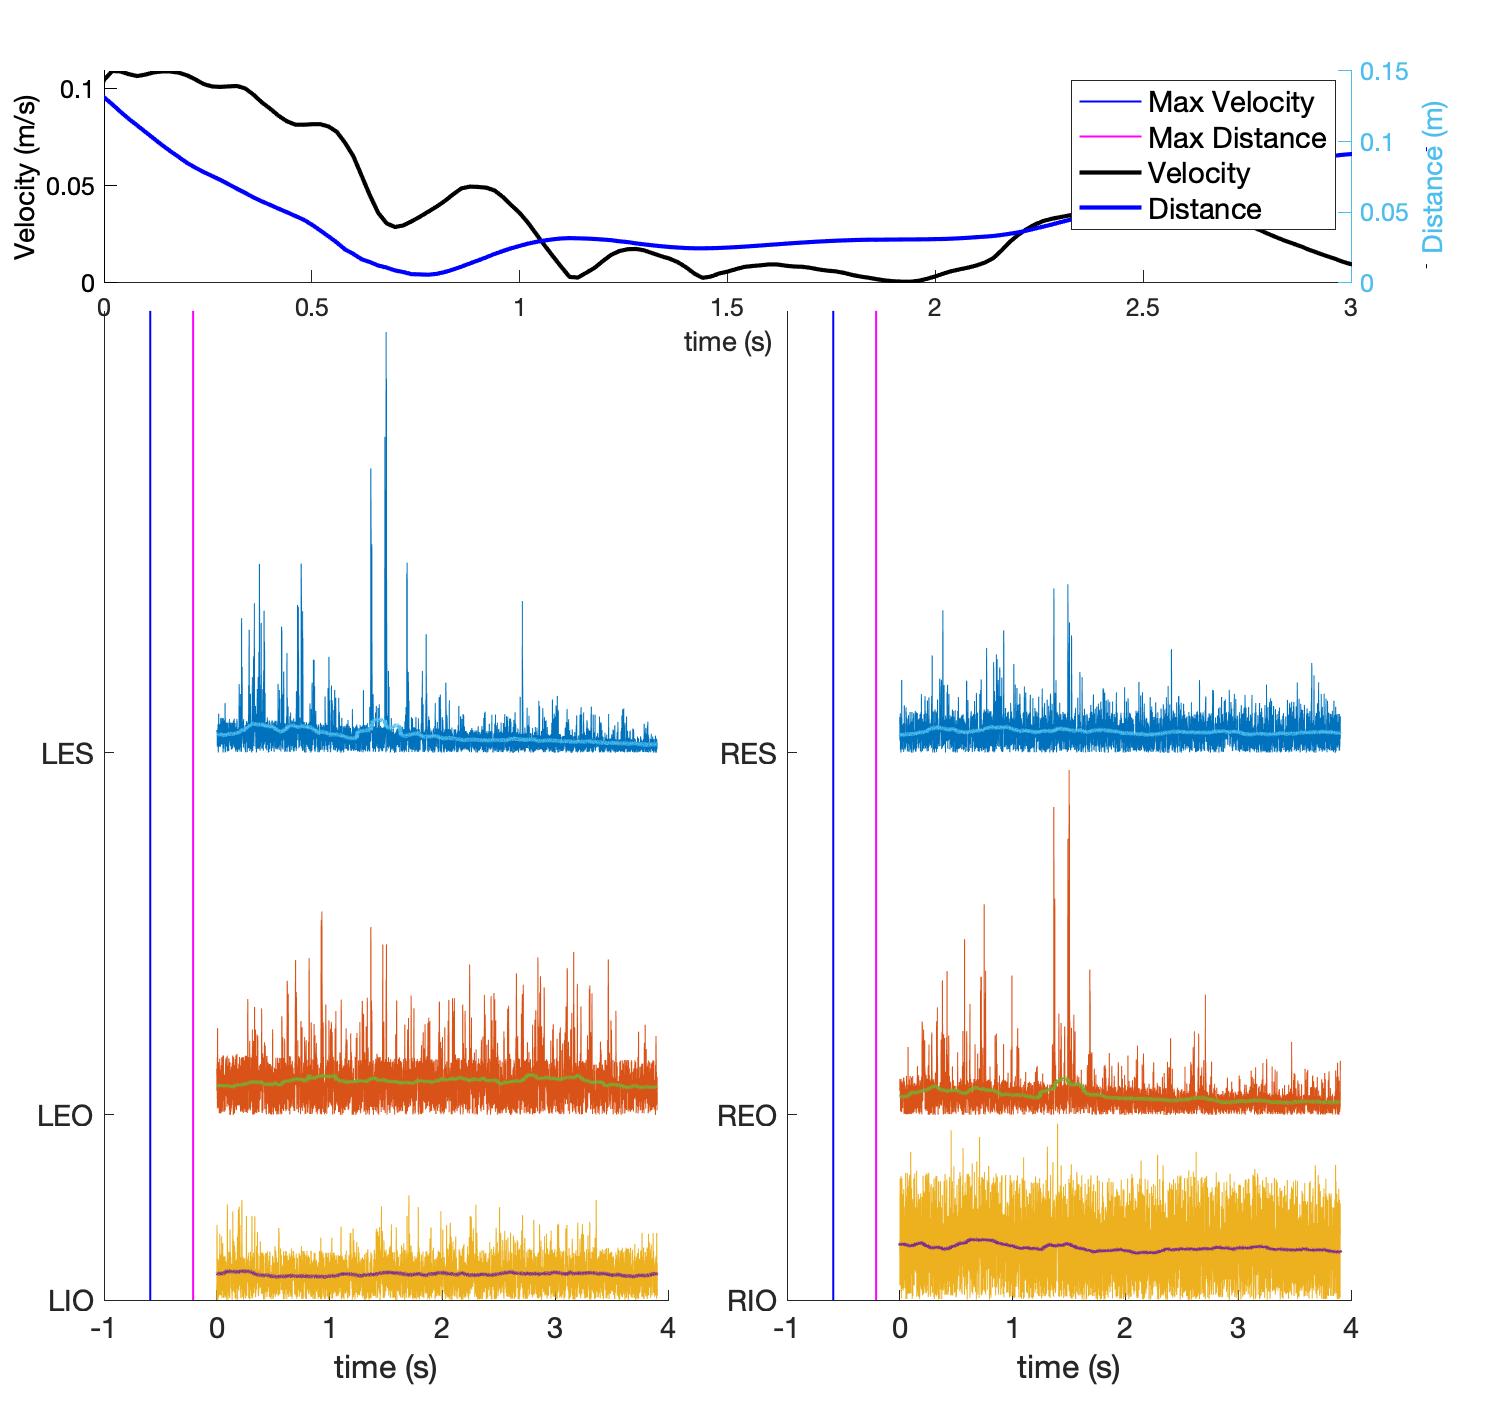 0.1
0.05
0
Velocity (m/s)
Max Velocity
Max Distance
Velocity
Distance
0.15
0.1
0.05
0
Distance (m)
0 0.5 1 1.5 2 2.5 3
time (s)
LES
LEO
LIO
-1 0 1 2 3 4
time (s)
RES
REO
RIO
-1 0 1 2 3 4
time (s)